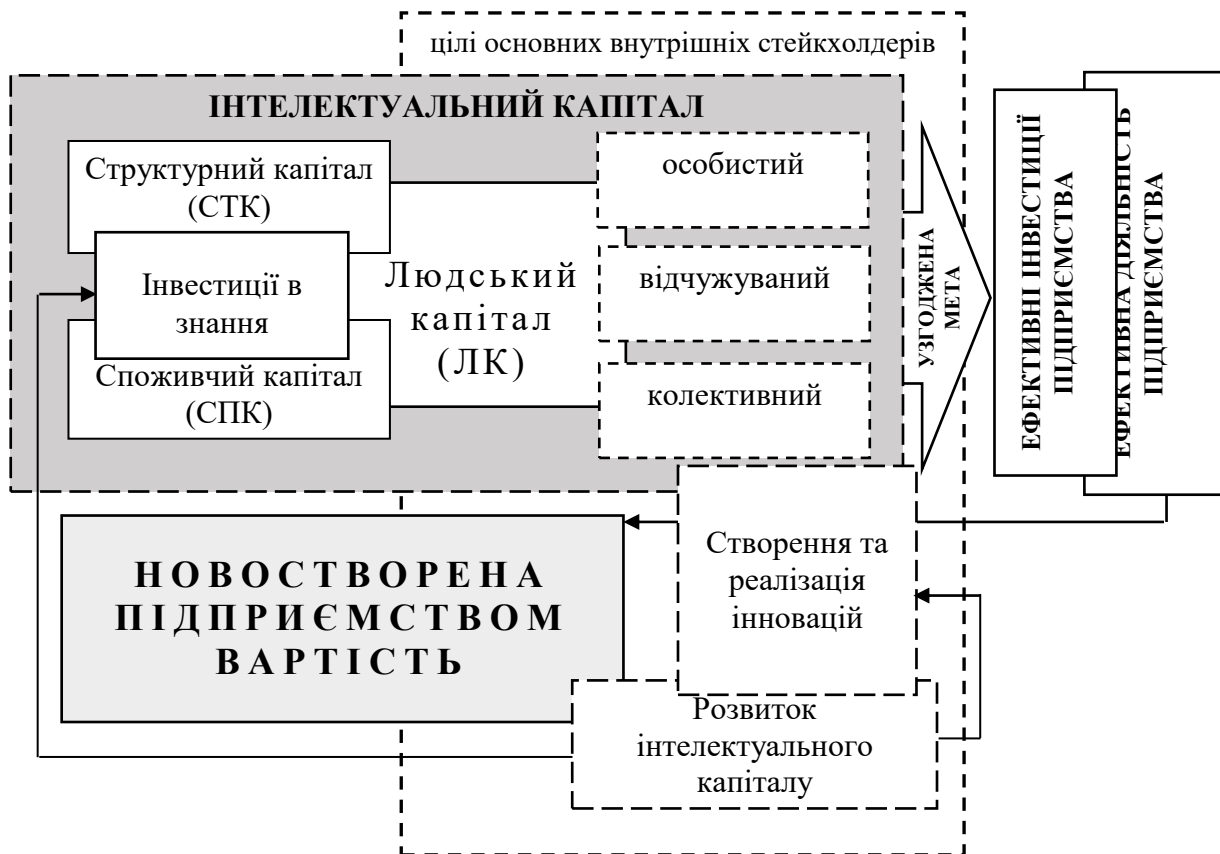 цілі основних внутрішніх стейкхолдерів
ІНТЕЛЕКТУАЛЬНИЙ КАПІТАЛ
Структурний капітал
(СТК)
Інвестиції в
знання
Споживчий капітал
(СПК)
Людський
капітал
(ЛК)
особистий
відчужуваний
колективний
УЗГОДЖЕНА
МЕТА
ЕФЕКТИВНІ ІНВЕСТИЦІЇ
ПІДПРИЄМСТВА
ЕФЕКТИВНА ДІЯЛЬНІСТЬ
ПІДПРИЄМСТВА
НОВОСТВОРЕНА
ПІДПРИЄМСТВОМ
ВАРТІСТЬ
Створення та
реалізація
інновацій
Розвиток
інтелектуального
капіталу